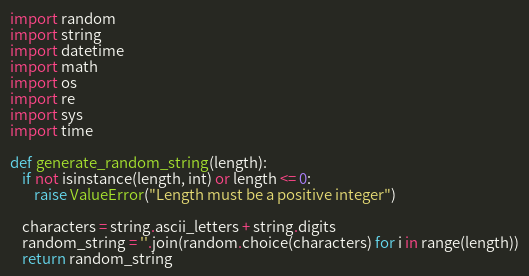 import random
import string
import datetime
import math
import os
import re
import sys
import time

def generate_random_string(length):
    if not isinstance(length, int) or length <= 0:
        raise ValueError("Length must be a positive integer")

    characters = string.ascii_letters + string.digits
    random_string = ''.join(random.choice(characters) for i in range(length))
    return random_string